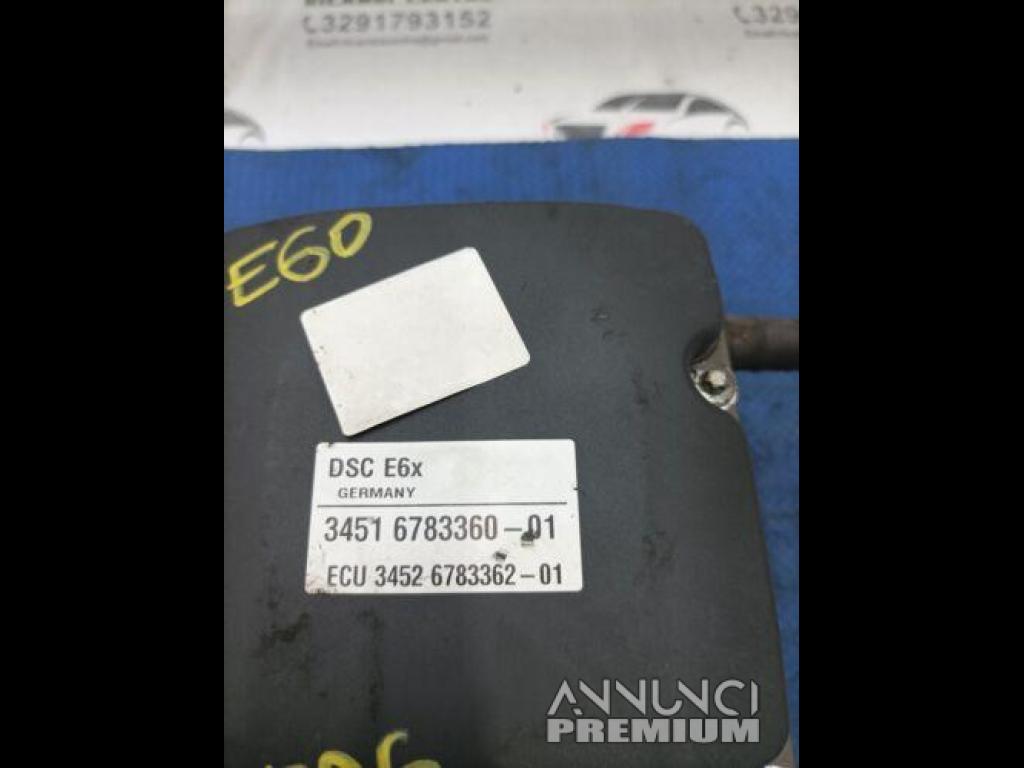 3291793152
E60
DSC E6x
GERMANY
3451 6783360-01
ECU 3452 6783362-01
ANNUNCI
PREMIUM